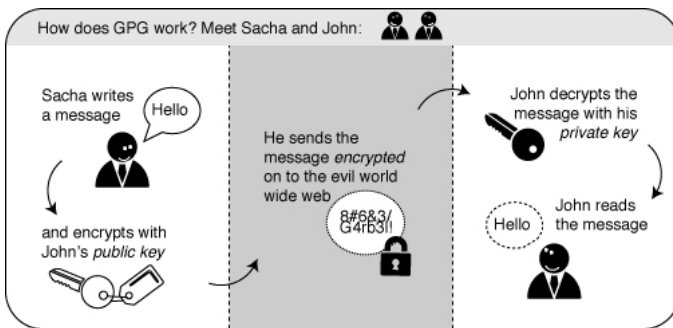 How does GPG work? Meet Sacha and John:
Sacha writes
a message
Hello
and encrypts with
John's public key
He sends the
message encrypted
on to the evil world
wide web
8#6&3/
G4rb3l!
John decrypts the
message with his
private key
John reads
the message
Hello